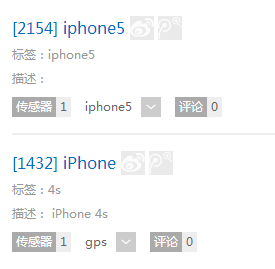 [2154] iphone5
标签：iphone5
描述：
传感器 1 iphone5 评论 0
[1432] iPhone
标签：4s
描述： iPhone 4s
传感器 1 gps 评论 0